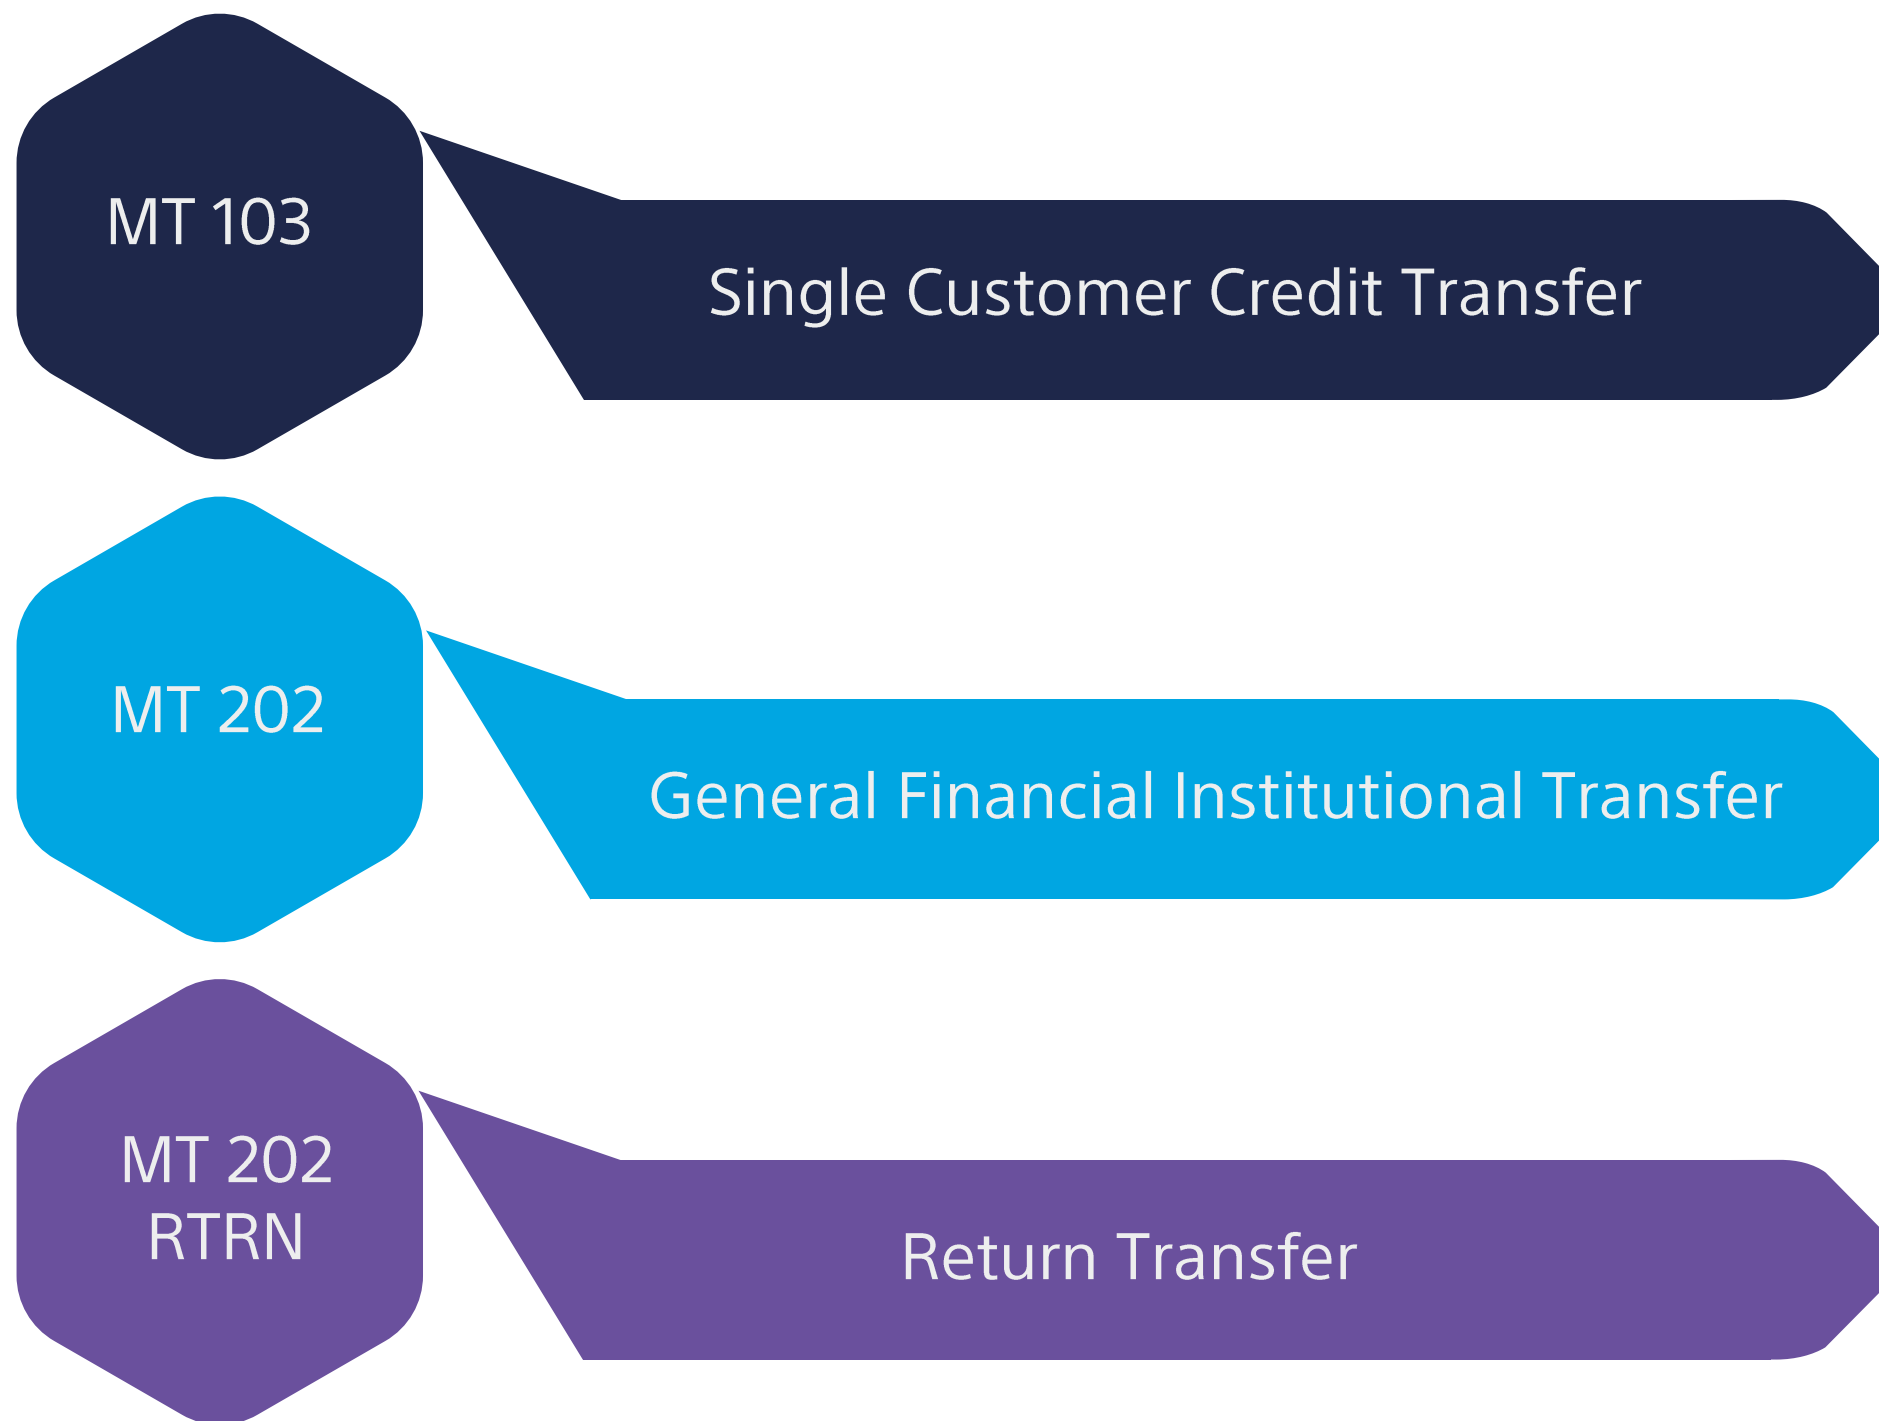 MT 103
Single Customer Credit Transfer
MT 202
General Financial Institutional Transfer
MT 202
RTRN
Return Transfer